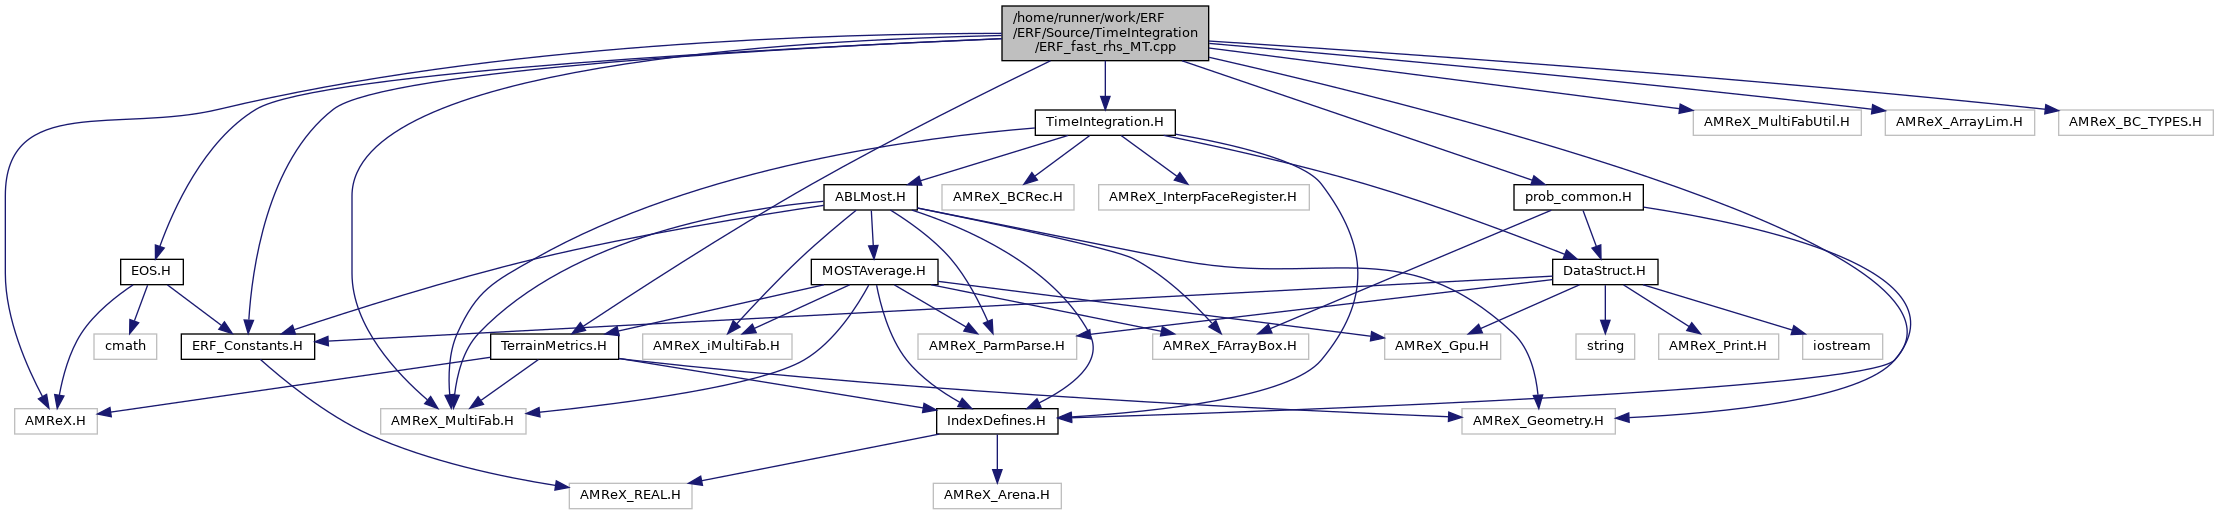 /home/runner/work/ERF
/ERF/Source/TimeIntegration
/ERF_fast_rhs_MT.cpp
TimeIntegration.H
AMReX_MultiFabUtil.H
AMReX_ArrayLim.H
AMReX_BC_TYPES.H
ABLMost.H
AMReX_BCRec.H
AMReX_InterpFaceRegister.H
prob_common.H
EOS.H
MOSTAverage.H
DataStruct.H
cmath
ERF_Constants.H
TerrainMetrics.H
AMReX_iMultiFab.H
AMReX_ParmParse.H
AMReX_FArrayBox.H
AMReX_Gpu.H
string
AMReX_Print.H
iostream
AMReX.H
AMReX_MultiFab.H
IndexDefines.H
AMReX_Geometry.H
AMReX_REAL.H
AMReX_Arena.H